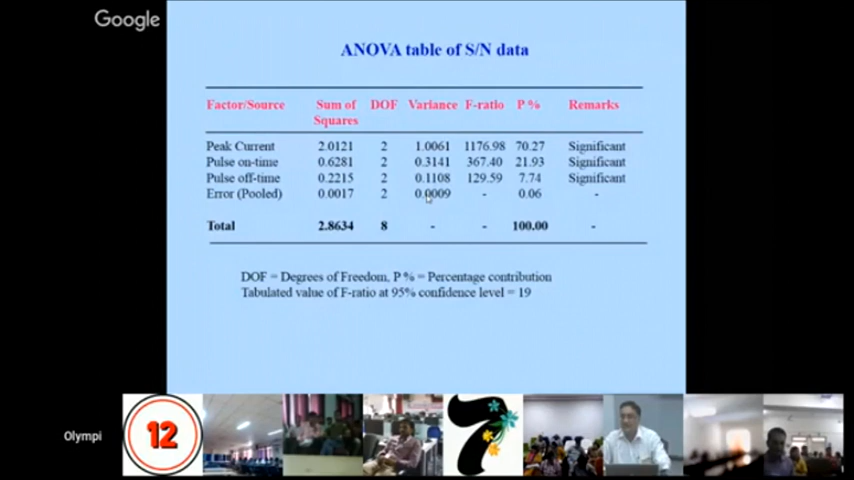 Google
ANOVA table of S/N data
Factor/Source Sum of Squares DOF Variance F-ratio P % Remarks
Peak Current 2.0121 2 1.0061 1176.98 70.27 Significant
Pulse on-time 0.6281 2 0.3141 367.40 21.93 Significant
Pulse off-time 0.2215 2 0.1108 129.59 7.74 Significant
Error (Pooled) 0.0017 2 0.0009 - 0.06 -
Total 2.8634 8 - - 100.00 -
DOF = Degrees of Freedom, P % = Percentage contribution
Tabulated value of F-ratio at 95% confidence level = 19
Olympi
12
7